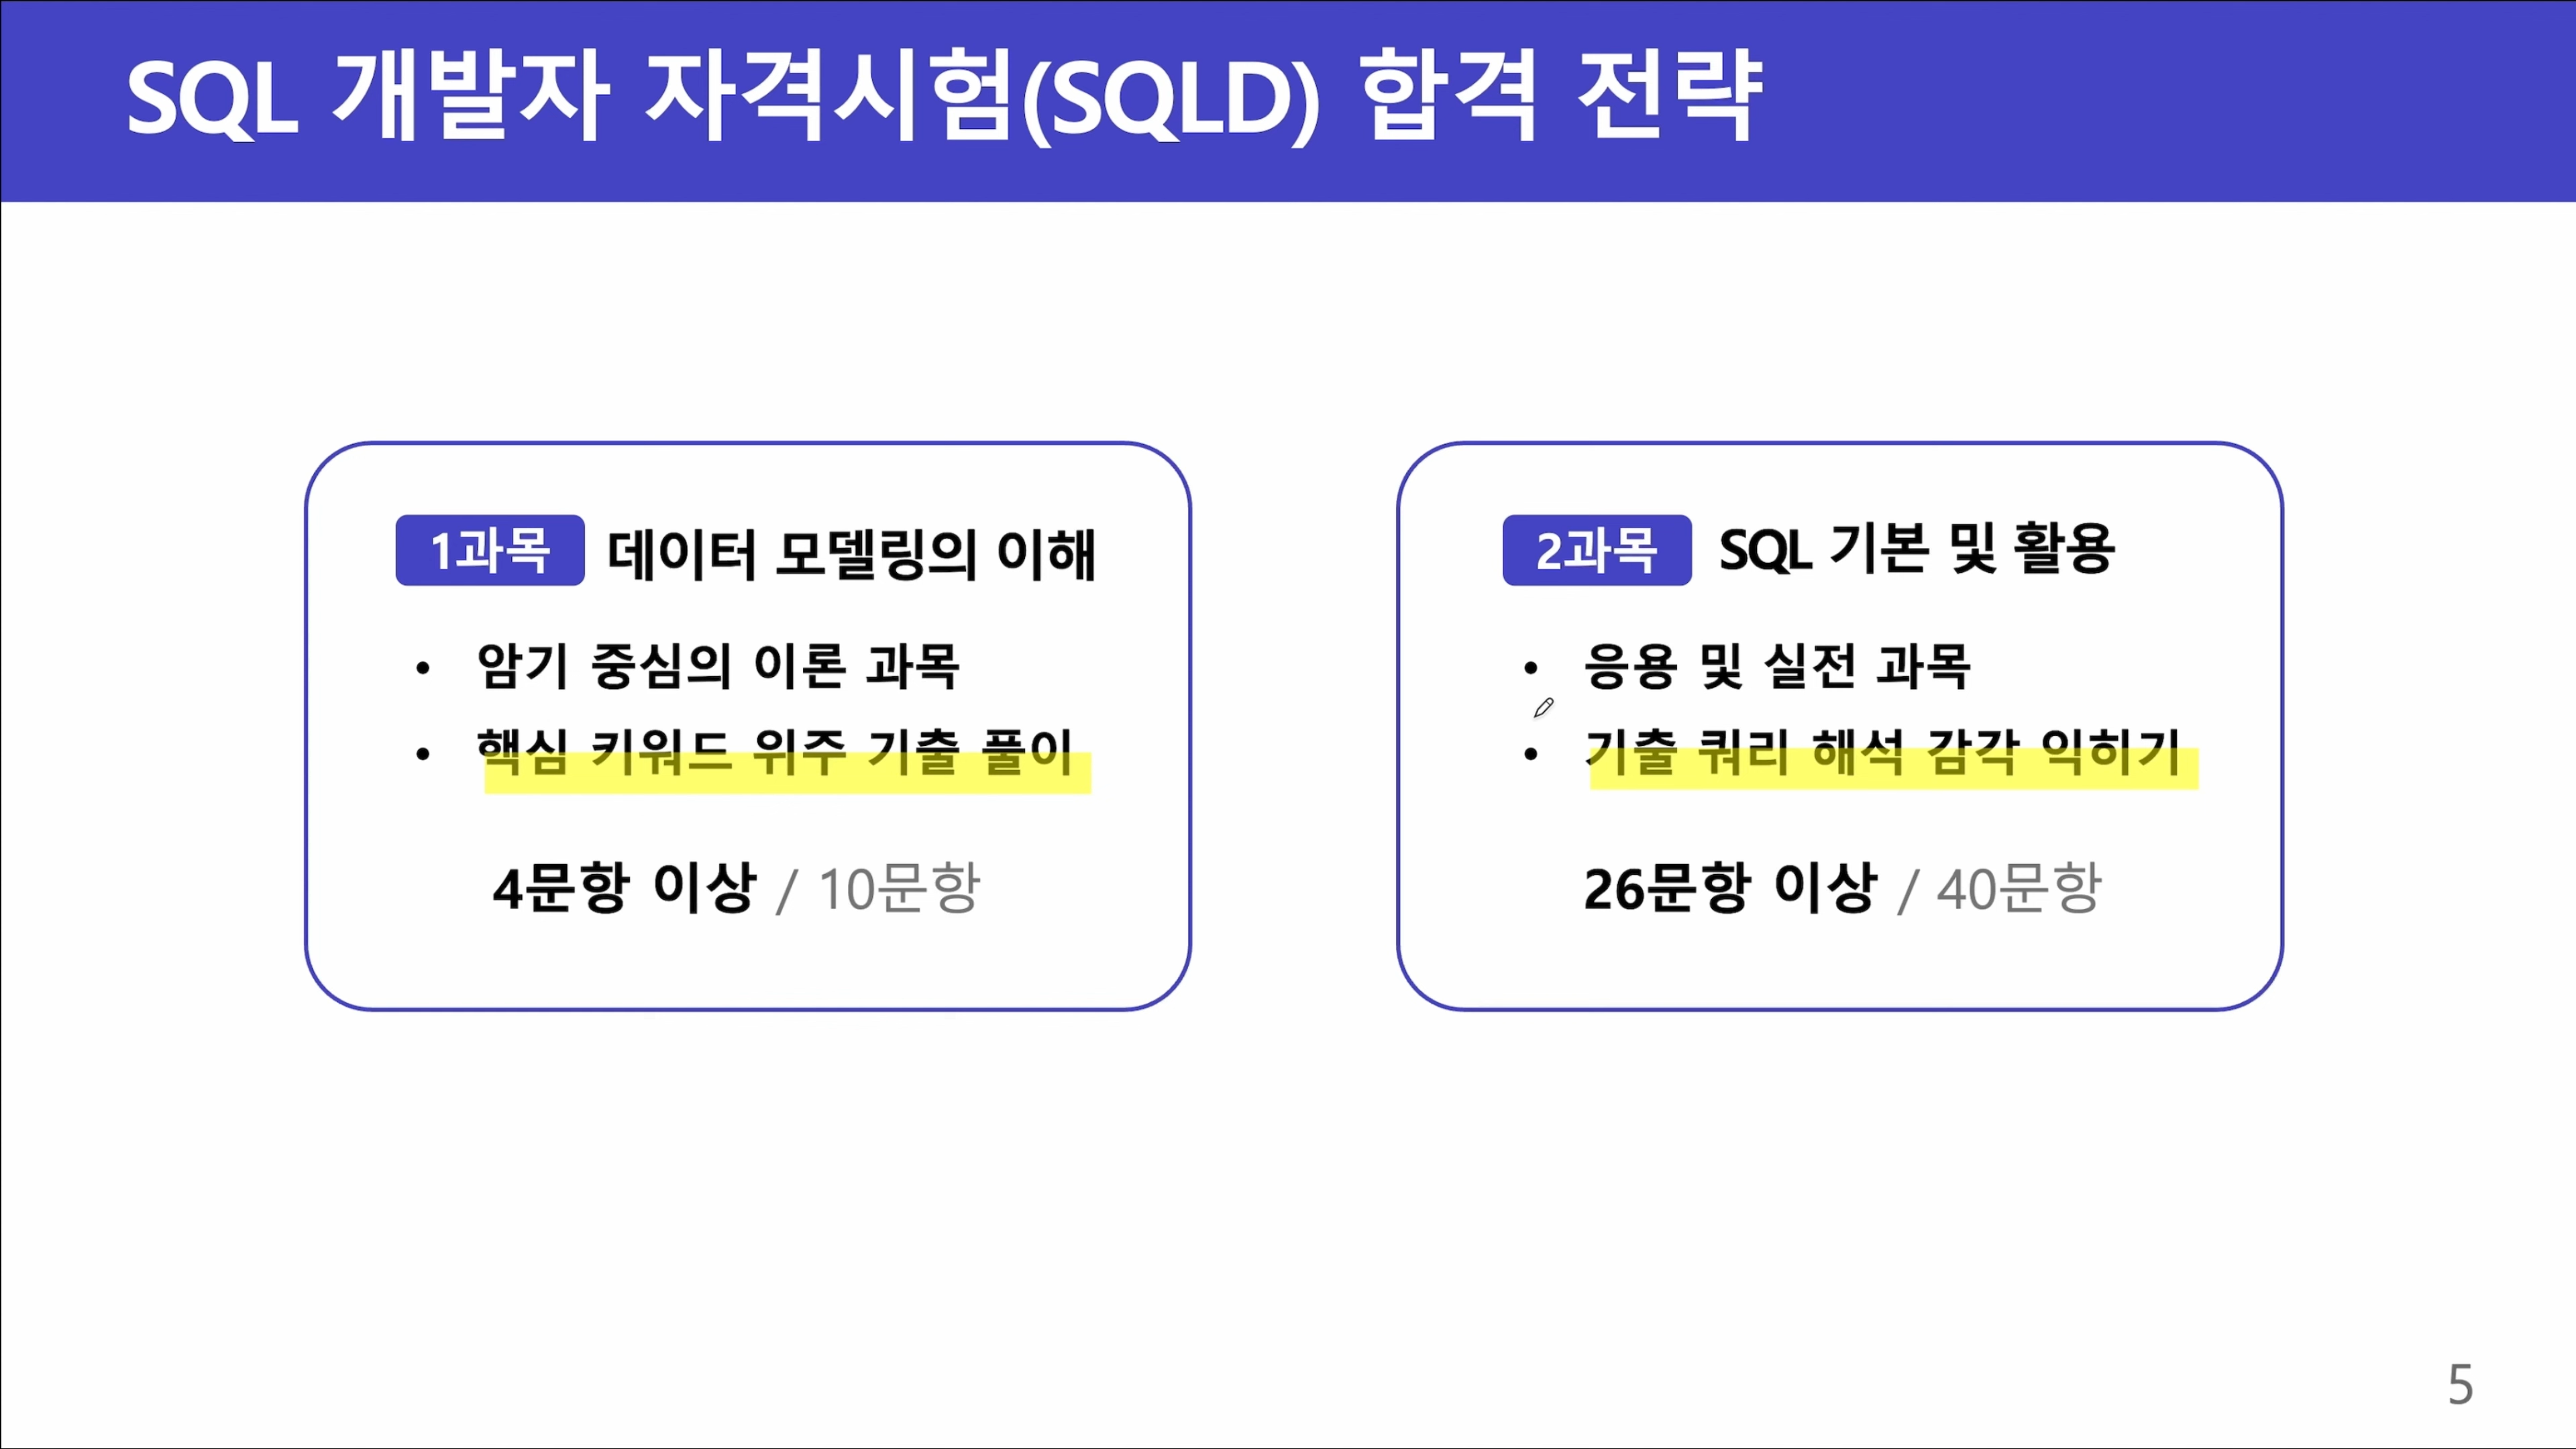 SQL 개발자 자격시험(SQLD) 합격 전략
1과목 데이터 모델링의 이해
• 암기 중심의 이론 과목
• 핵심 키워드 위주 기출 풀이
4문항 이상 / 10문항
2과목 SQL 기본 및 활용
• 응용 및 실전 과목
• 기출 쿼리 해석 감각 익히기
26문항 이상 / 40문항
5